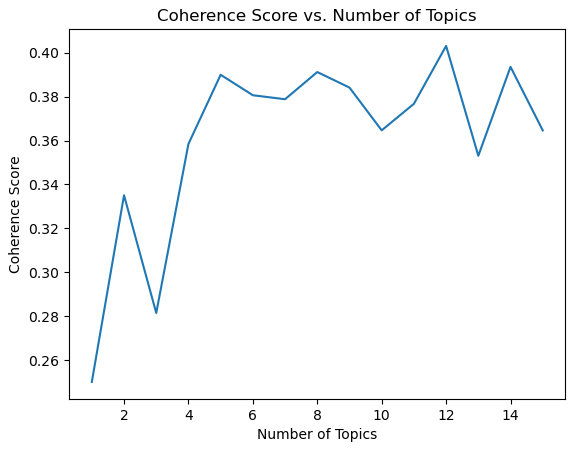 Coherence Score vs. Number of Topics
0.40
0.38
0.36
0.34
0.32
0.30
0.28
0.26
Coherence Score
2 4 6 8 10 12 14
Number of Topics